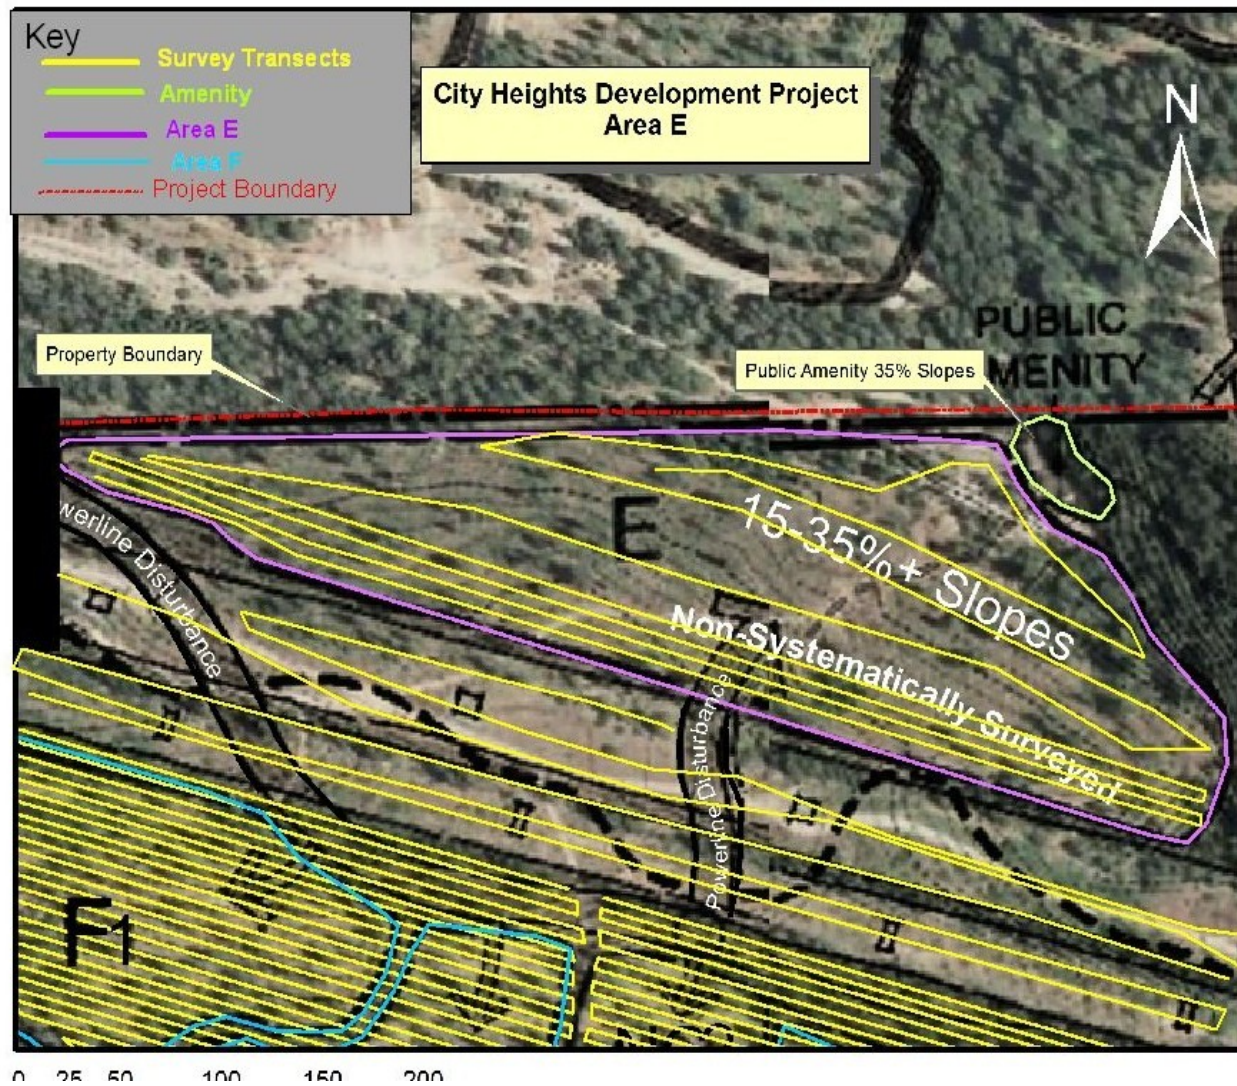 Key
Survey Transects
Amenity
Area E
Area F
Project Boundary
City Heights Development Project
Area E
N
PUBLIC
MENITY
Property Boundary
Public Amenity 35% Slopes
E
15-35%+ Slopes
werline Disturbance
Non-Systematically Surveyed
Powerline Disturbance
F1
0 25 50 100 150 200